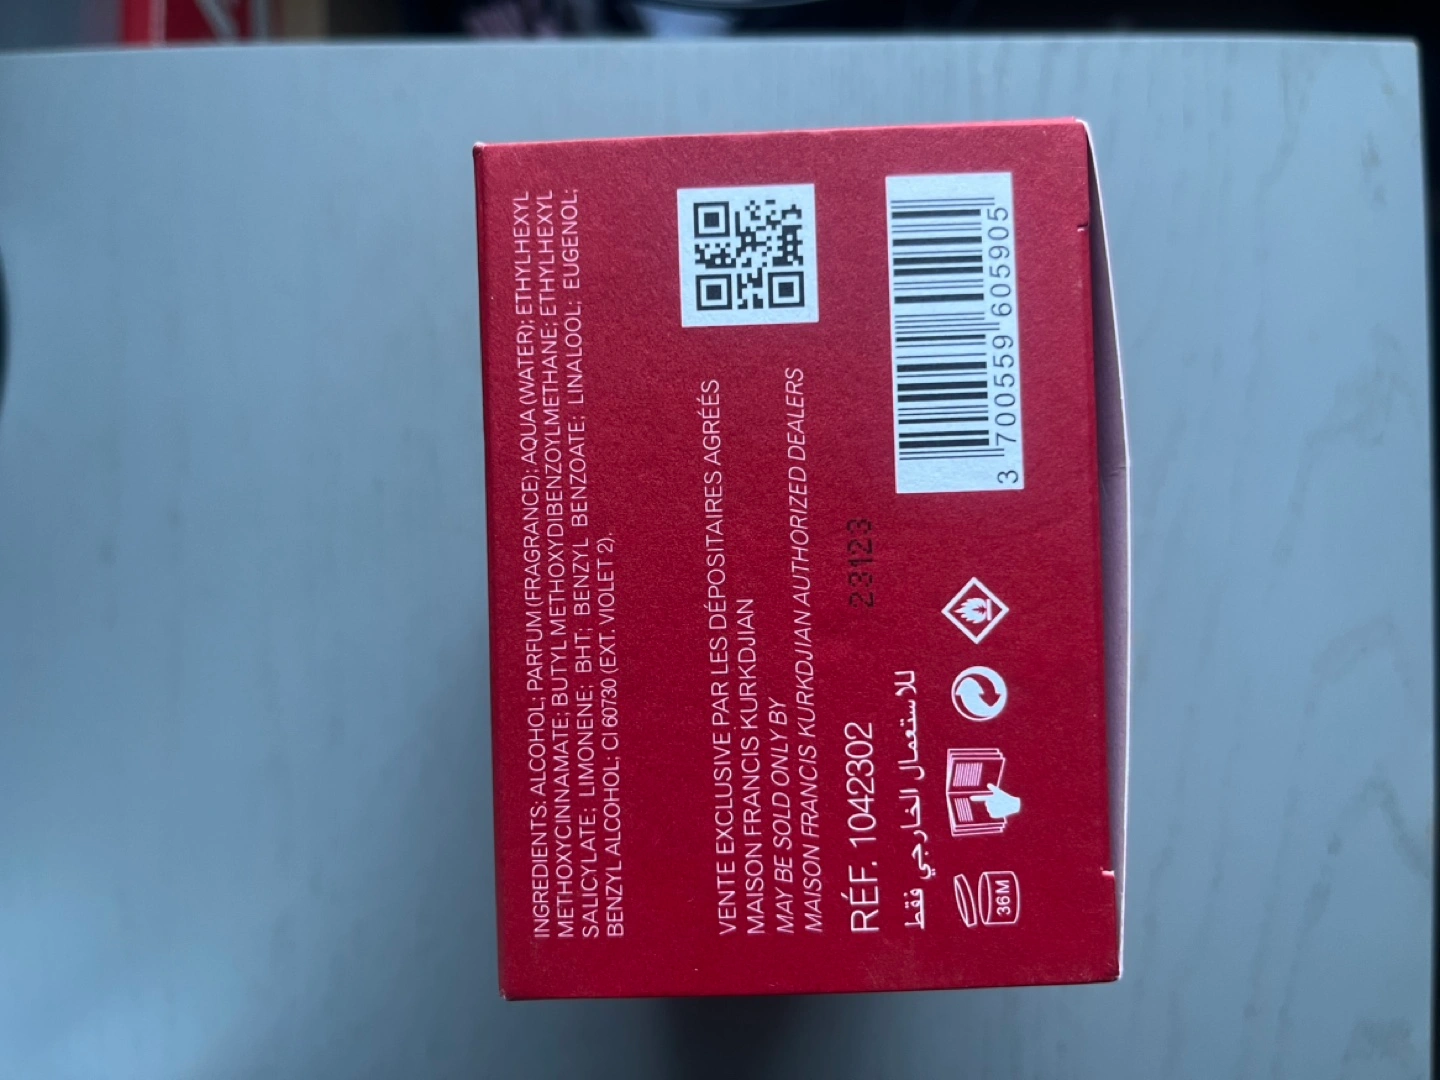 INGREDIENTS: ALCOHOL; PARFUM (FRAGRANCE); AQUA (WATER); ETHYLHEXYL
METHOXYCINNAMATE; BUTYL METHOXYDIBENZOYLMETHANE; ETHYLHEXYL
SALICYLATE; LIMONENE; BHT; BENZYL BENZOATE; LINALOOL; EUGENOL;
BENZYL ALCOHOL; CI 60730 (EXT. VIOLET 2).
VENTE EXCLUSIVE PAR LES DÉPOSITAIRES AGRÉÉS
MAISON FRANCIS KURKDJIAN
MAY BE SOLD ONLY BY
MAISON FRANCIS KURKDJIAN AUTHORIZED DEALERS
RÉF. 1042302
23123
للاستعمال الخارجي فقط
36M
3 700559 605905